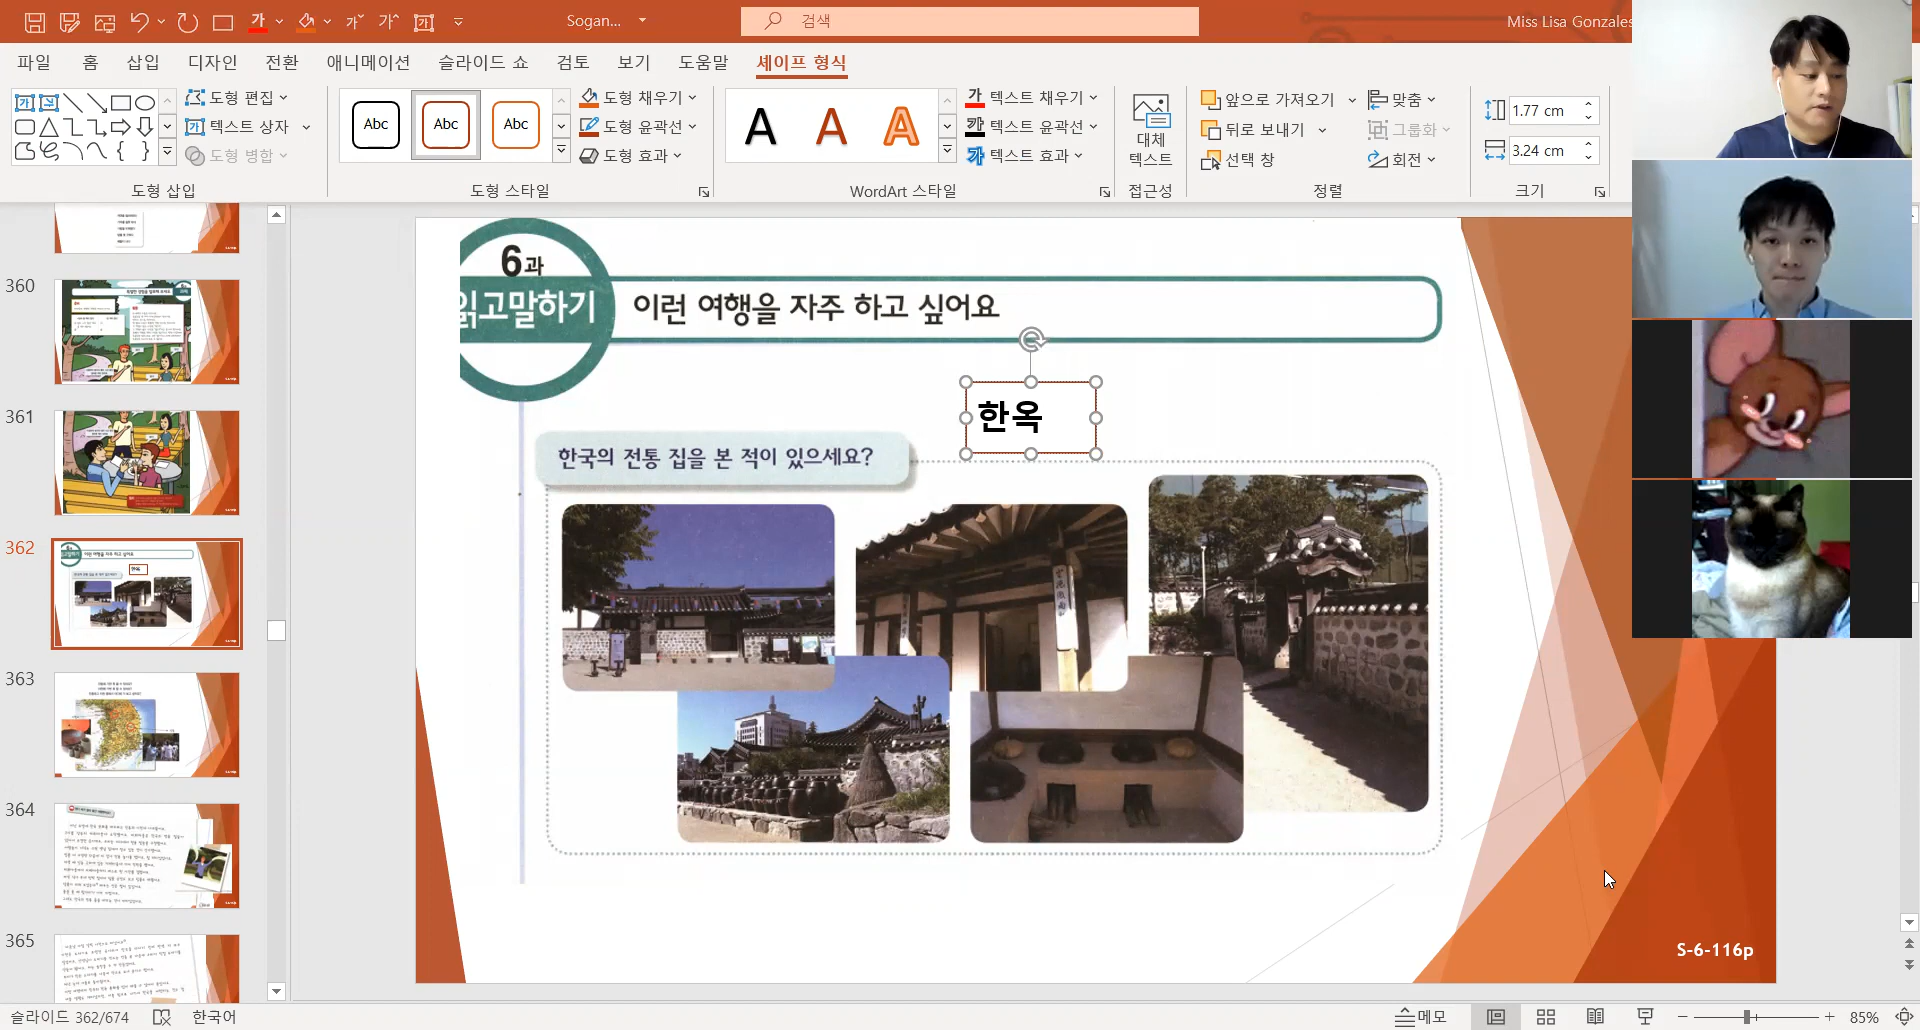 Sogan...
검색
Miss Lisa Gonzales
파일 홈 삽입 디자인 전환 애니메이션 슬라이드 쇼 검토 보기 도움말 셰이프 형식
도형 편집
텍스트 상자
도형 병합
도형 삽입
Abc Abc Abc
도형 채우기
도형 윤곽선
도형 효과
도형 스타일
A A A
텍스트 채우기
텍스트 윤곽선
텍스트 효과
WordArt 스타일
대체
텍스트
접근성
앞으로 가져오기
뒤로 보내기
선택 창
맞춤
그룹화
회전
정렬
1.77 cm
3.24 cm
크기
360
361
362
363
364
365
6과
읽고말하기
이런 여행을 자주 하고 싶어요
한옥
한국의 전통 집을 본 적이 있으세요?
S-6-116p
슬라이드 362/674
한국어
메모
85%